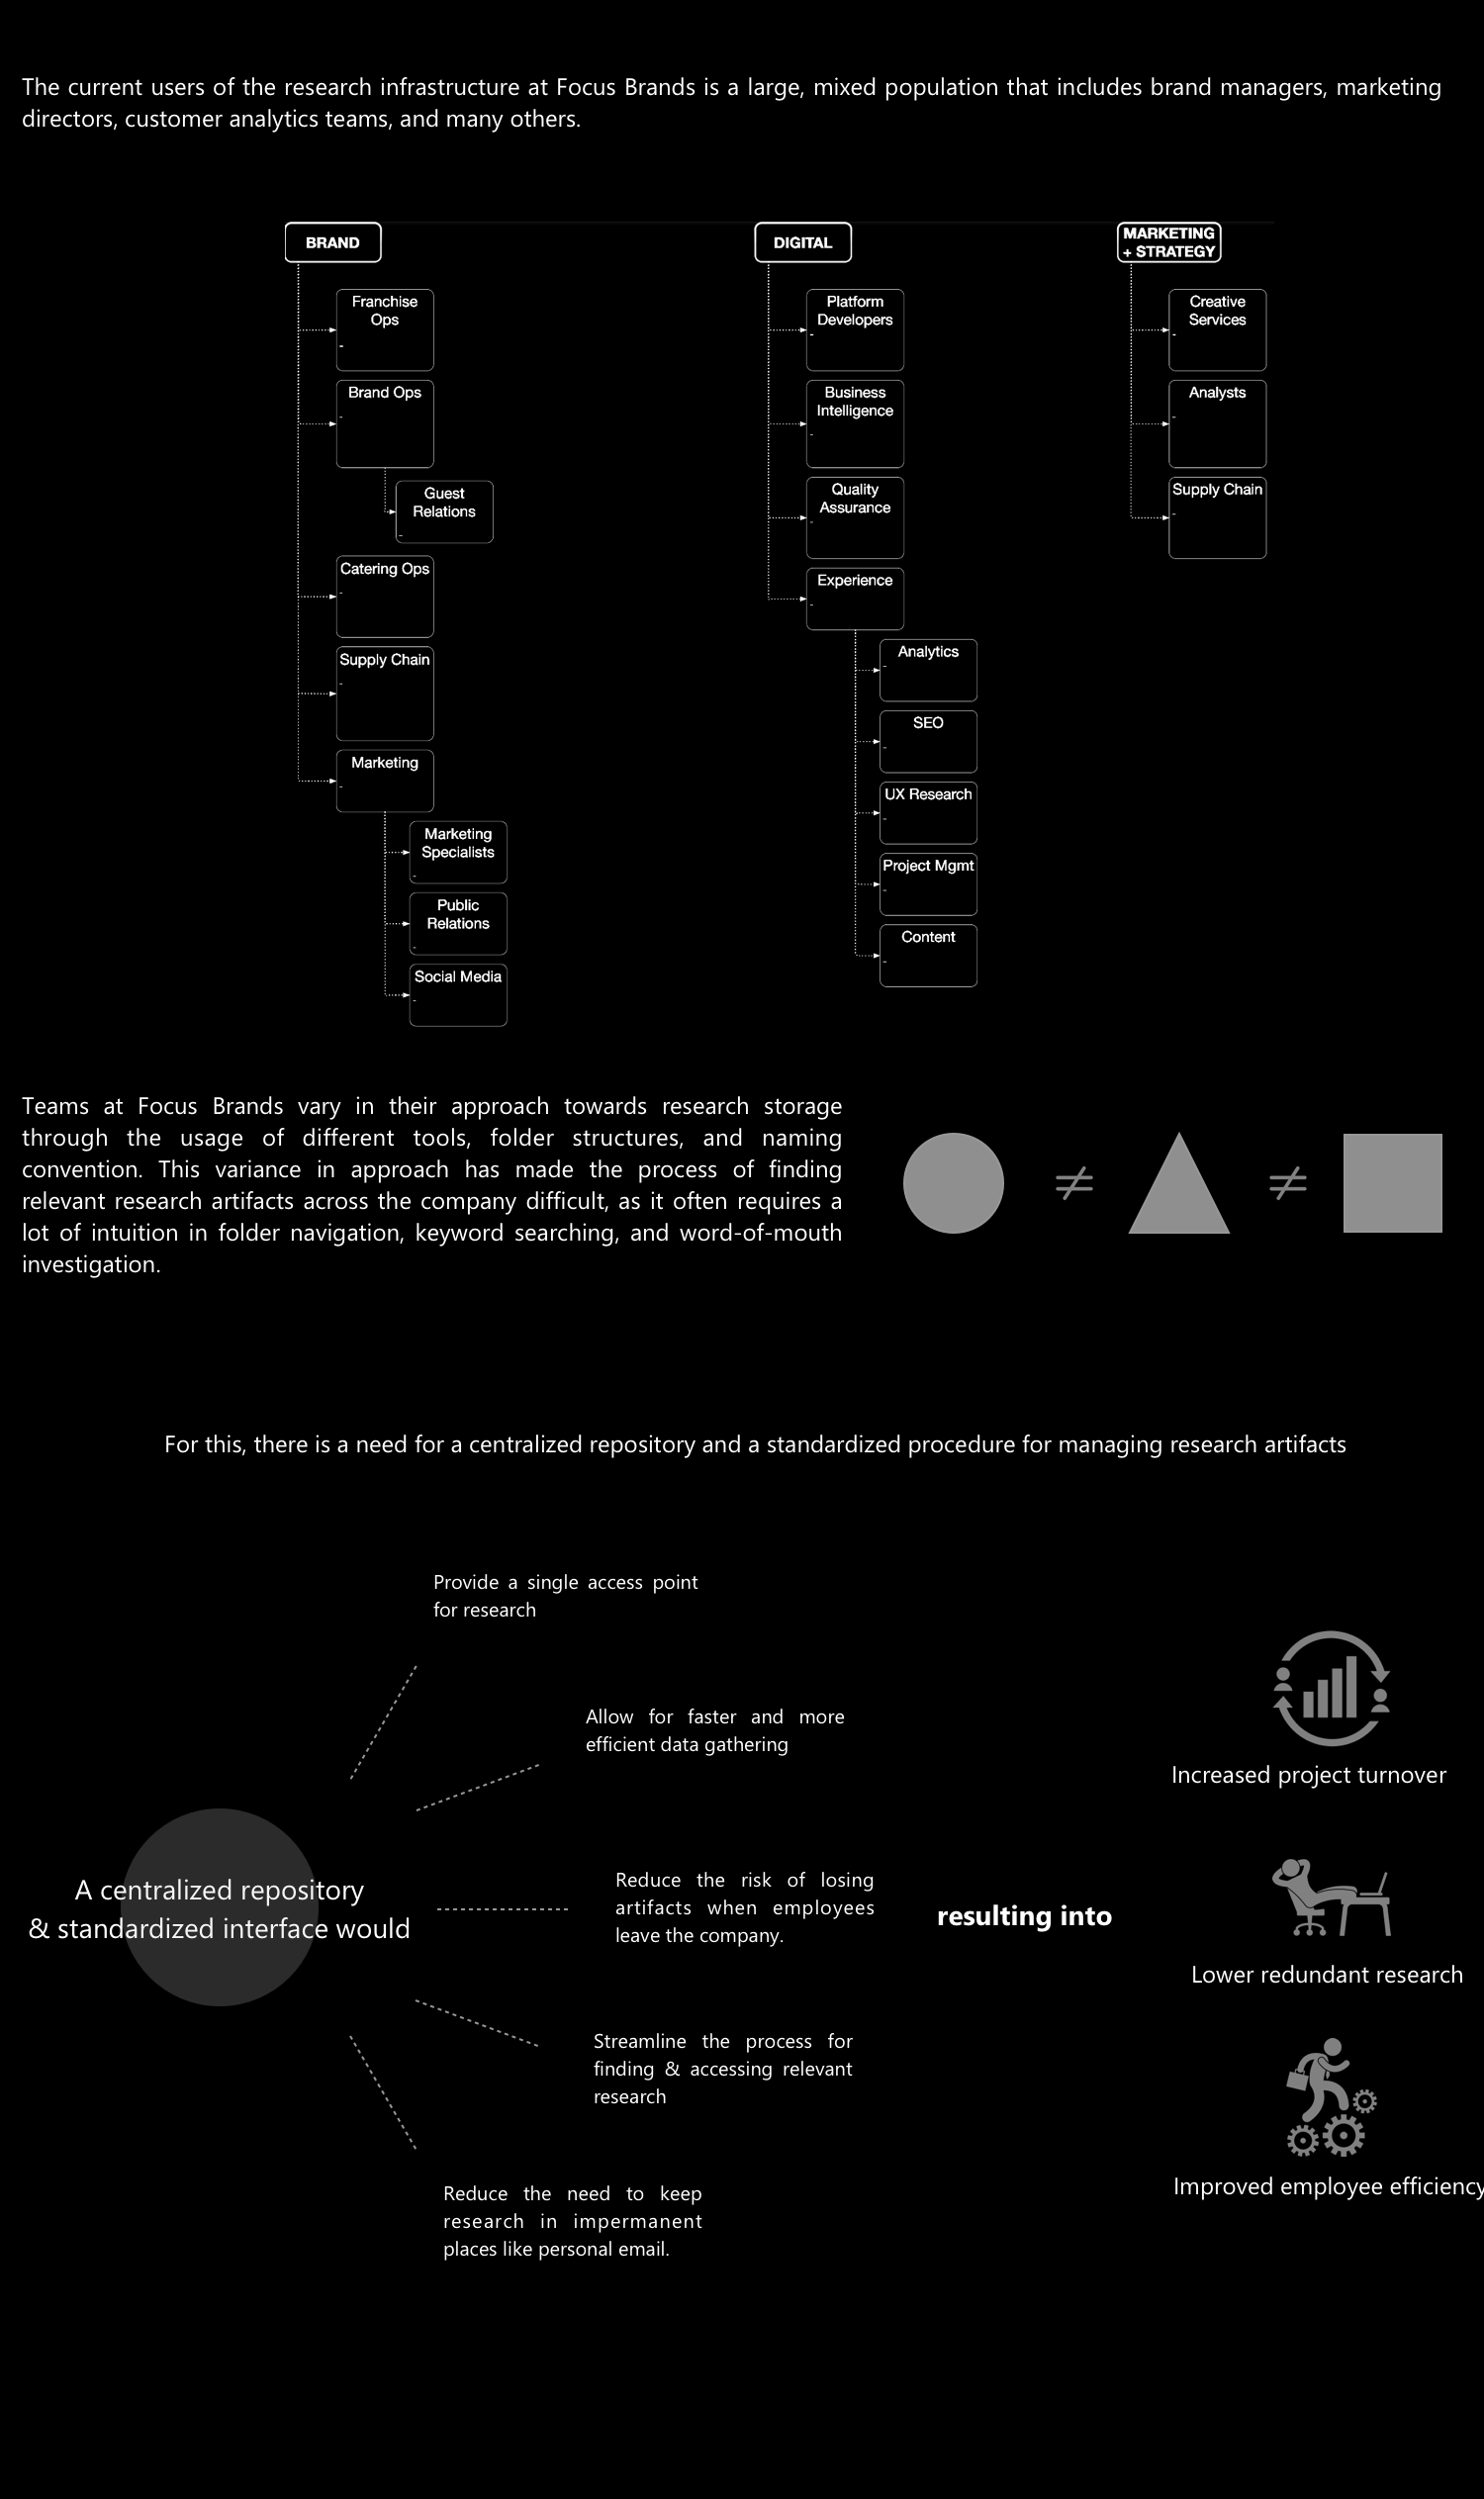 The current users of the research infrastructure at Focus Brands is a large, mixed population that includes brand managers, marketing
directors, customer analytics teams, and many others.
BRAND
Franchise
Ops
-
Brand Ops
-
Guest
Relations
-
Catering Ops
-
Supply Chain
-
Marketing
-
Marketing
Specialists
-
Public
Relations
-
Social Media
-
DIGITAL
Platform
Developers
-
Business
Intelligence
-
Quality
Assurance
-
Experience
-
Analytics
-
SEO
-
UX Research
-
Project Mgmt
-
Content
-
MARKETING
+ STRATEGY
Creative
Services
-
Analysts
-
Supply Chain
-
Teams at Focus Brands vary in their approach towards research storage
through the usage of different tools, folder structures, and naming
convention. This variance in approach has made the process of finding
relevant research artifacts across the company difficult, as it often requires a
lot of intuition in folder navigation, keyword searching, and word-of-mouth
investigation.
≠ ≠
For this, there is a need for a centralized repository and a standardized procedure for managing research artifacts
A centralized repository
& standardized interface would
Provide a single access point
for research
Allow for faster and more
efficient data gathering
Reduce the risk of losing
artifacts when employees
leave the company.
Streamline the process for
finding & accessing relevant
research
Reduce the need to keep
research in impermanent
places like personal email.
resulting into
Increased project turnover
Lower redundant research
Improved employee efficiency